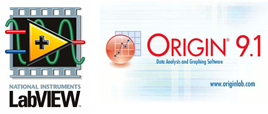 NATIONAL INSTRUMENTS
LabVIEW
ORIGIN® 9.1
Data Analysis and Graphing Software
www.originlab.com